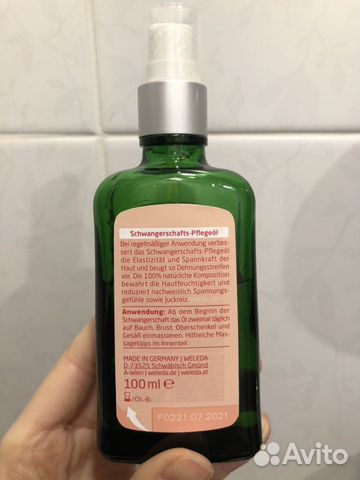 Schwangerschafts-Pflegeöl
Bei regelmäßiger Anwendung verbes-
sert das Schwangerschafts-Pflegeöl
die Elastizität und Spannkraft der
Haut und beugt so Dehnungsstreifen
vor. Die 100% natürliche Komposition
bewahrt die Hautfeuchtigkeit und
reduziert nachweislich Spannungs-
gefühle sowie Juckreiz.
Anwendung: Ab dem Beginn der
Schwangerschaft das Öl zweimal täglich
auf Bauch, Brust, Oberschenkel und
Gesäß einmassieren. Hilfreiche Mas-
sagetipps im Innenteil.
MADE IN GERMANY | WELEDA
D-73525 Schwäbisch Gmünd
A-Wien | weleda.de | weleda.at
100 ml e
/Ch.-B.:
F0221 07.2021
Avito